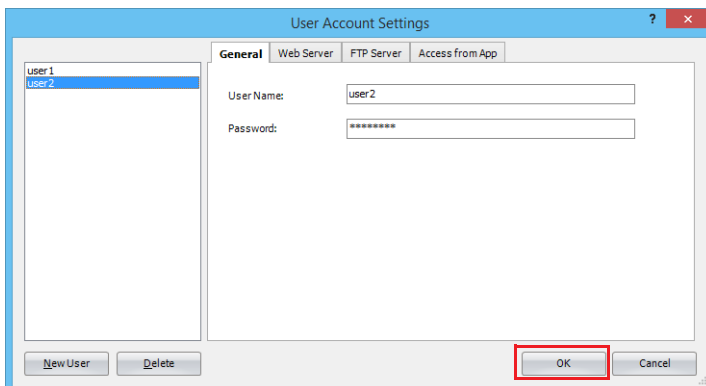 User Account Settings
? ×
General Web Server FTP Server Access from App
user1
user2
User Name: user2
Password: ********
New User Delete OK Cancel